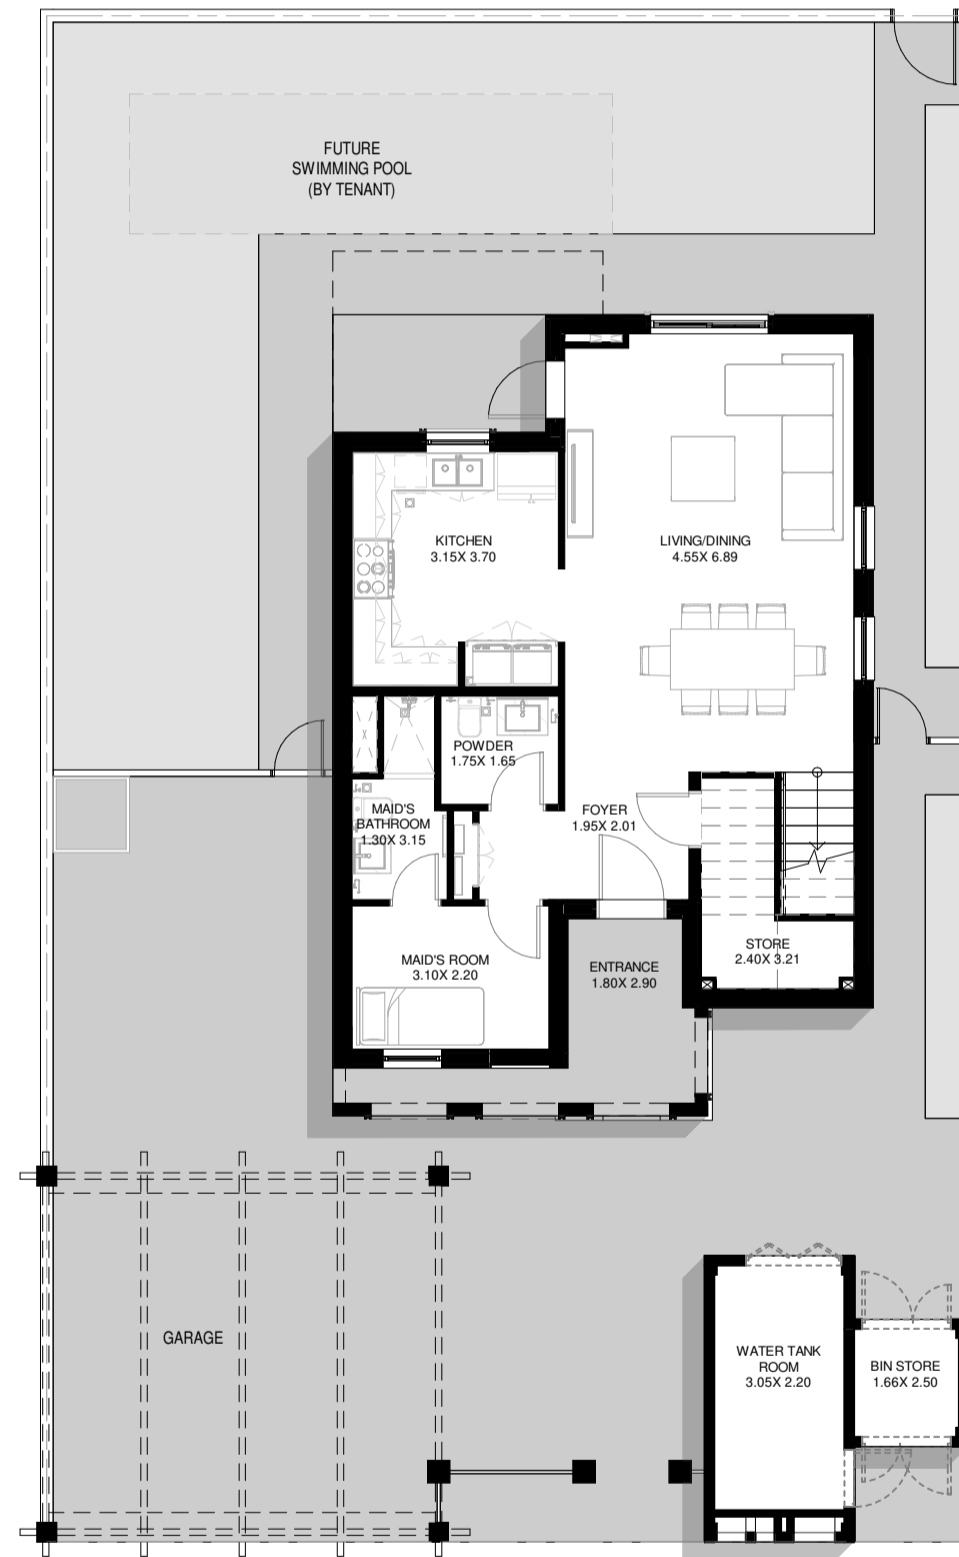 FUTURE
SWIMMING POOL
(BY TENANT)
KITCHEN
3.15X 3.70
LIVING/DINING
4.55X 6.89
POWDER
1.75X 1.65
MAID'S
BATHROOM
1.30X 3.15
FOYER
1.95X 2.01
MAID'S ROOM
3.10X 2.20
ENTRANCE
1.80X 2.90
STORE
2.40X 3.21
GARAGE
WATER TANK
ROOM
3.05X 2.20
BIN STORE
1.66X 2.50